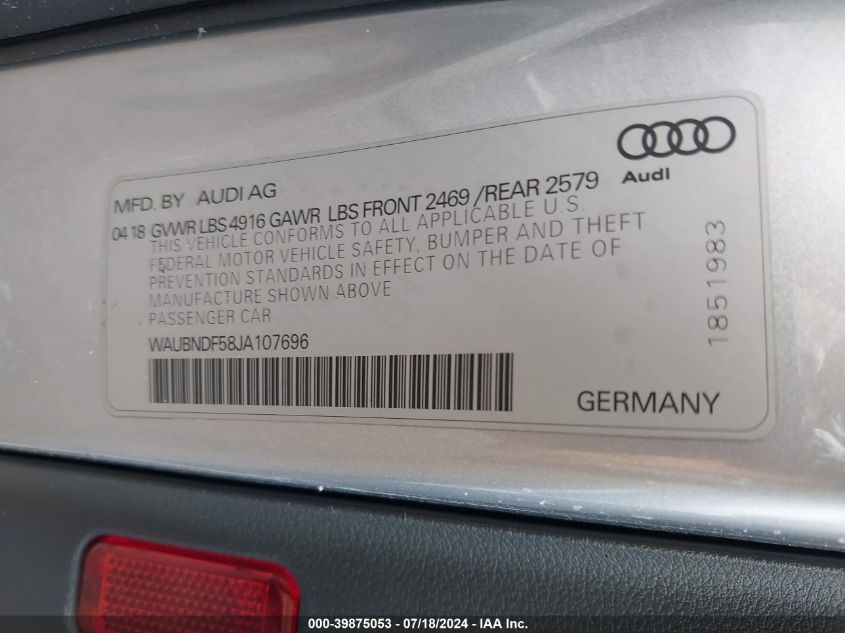 Audi
MFD. BY AUDI AG
04 18 GVWR LBS 4916 GAWR LBS FRONT 2469 /REAR 2579
THIS VEHICLE CONFORMS TO ALL APPLICABLE U.S.
FEDERAL MOTOR VEHICLE SAFETY, BUMPER AND THEFT
PREVENTION STANDARDS IN EFFECT ON THE DATE OF
MANUFACTURE SHOWN ABOVE
PASSENGER CAR
WAUBNDF58JA107696
GERMANY
1851983
000-39875053 - 07/18/2024 - IAA Inc.